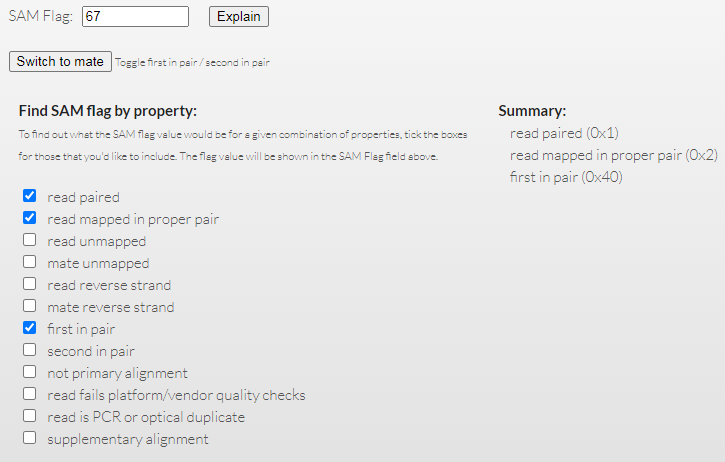 SAM Flag: 67 Explain
Switch to mate Toggle first in pair / second in pair
Find SAM flag by property:
To find out what the SAM flag value would be for a given combination of properties, tick the boxes
for those that you'd like to include. The flag value will be shown in the SAM Flag field above.
read paired
read mapped in proper pair
read unmapped
mate unmapped
read reverse strand
mate reverse strand
first in pair
second in pair
not primary alignment
read fails platform/vendor quality checks
read is PCR or optical duplicate
supplementary alignment
Summary:
read paired (0x1)
read mapped in proper pair (0x2)
first in pair (0x40)